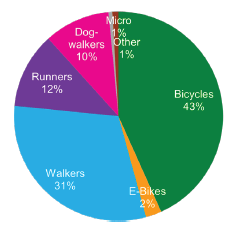 Micro
1%
Other
1%
Dog-
walkers
10%
Runners
12%
Bicycles
43%
Walkers
31%
E-Bikes
2%